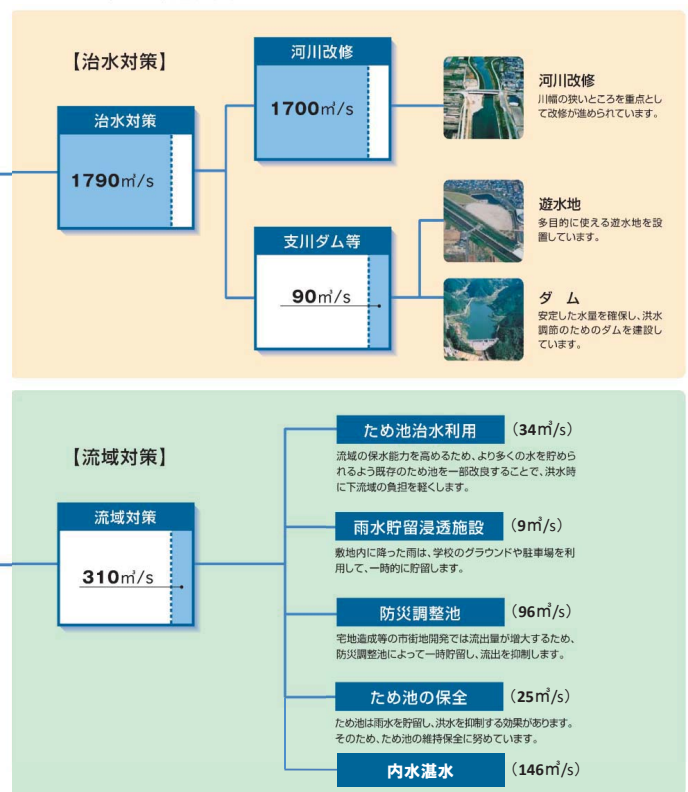 【治水対策】
治水対策
1790㎥/s
河川改修
1700㎥/s
河川改修
川幅の狭いところを重点とし
て改修が進められています。
支川ダム等
90㎥/s
遊水地
多目的に使える遊水地を設
置しています。
ダム
安定した水量を確保し、洪水
調節のためのダムを建設し
ています。
【流域対策】
流域対策
310㎥/s
ため池治水利用 （34㎥/s）
流域の保水能力を高めるため、より多くの水を貯めら
れるよう既存のため池を一部改良することで、洪水時
に下流域の負担を軽くします。
雨水貯留浸透施設 （9㎥/s）
敷地内に降った雨は、学校のグラウンドや駐車場を利
用して、一時的に貯留します。
防災調整池 （96㎥/s）
宅地造成等の市街地開発では流出量が増大するため、
防災調整池によって一時貯留し、流出を抑制します。
ため池の保全 （25㎥/s）
ため池は雨水を貯留し、洪水を抑制する効果があります。
そのため、ため池の維持保全に努めています。
内水湛水 （146㎥/s）